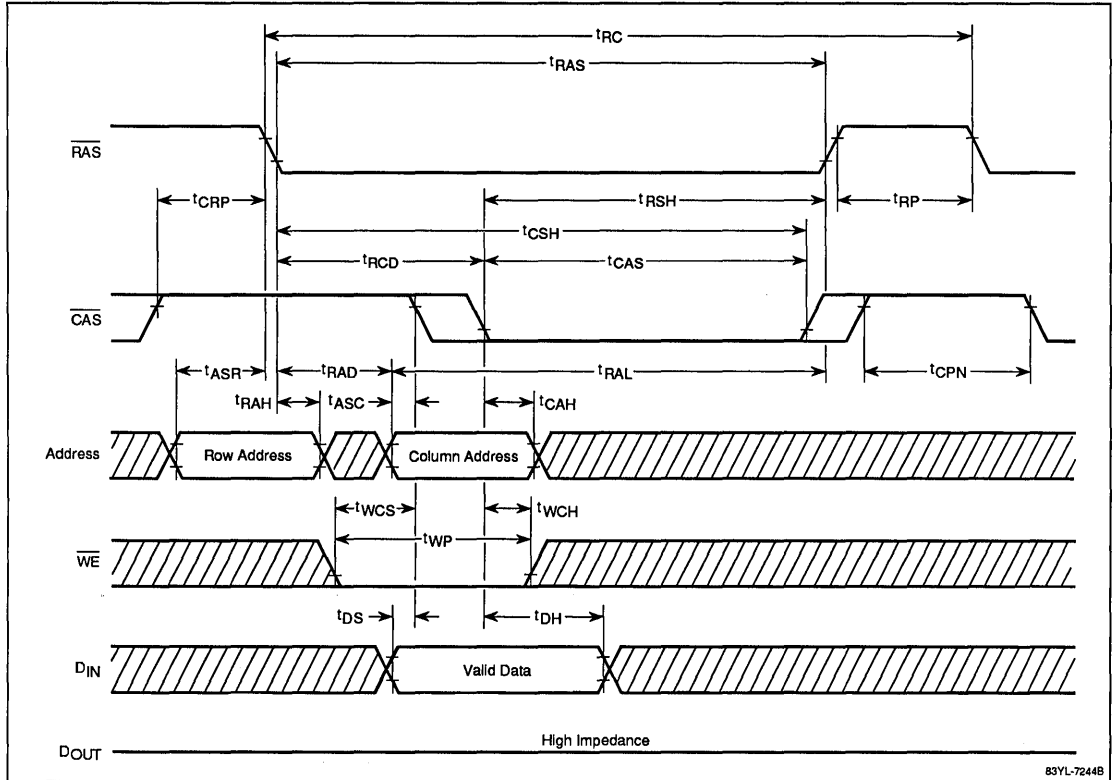 tRC
tRAS
RAS
tCRP
tRSH
tRP
tCSH
tRCD
tCAS
CAS
tASR
tRAD
tRAL
tCPN
tRAH
tASC
tCAH
Address
Row Address
Column Address
tWCS
tWCH
tWP
WE
tDS
tDH
DIN
Valid Data
High Impedance
DOUT
83YL-7244B